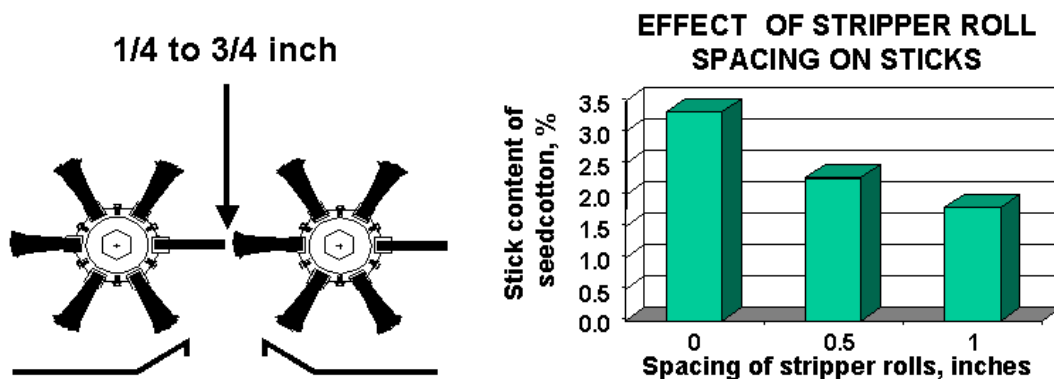 1/4 to 3/4 inch
EFFECT OF STRIPPER ROLL
SPACING ON STICKS
Stick content of
seedcotton, %
3.5
3.0
2.5
2.0
1.5
1.0
0.5
0.0
0 0.5 1
Spacing of stripper rolls, inches